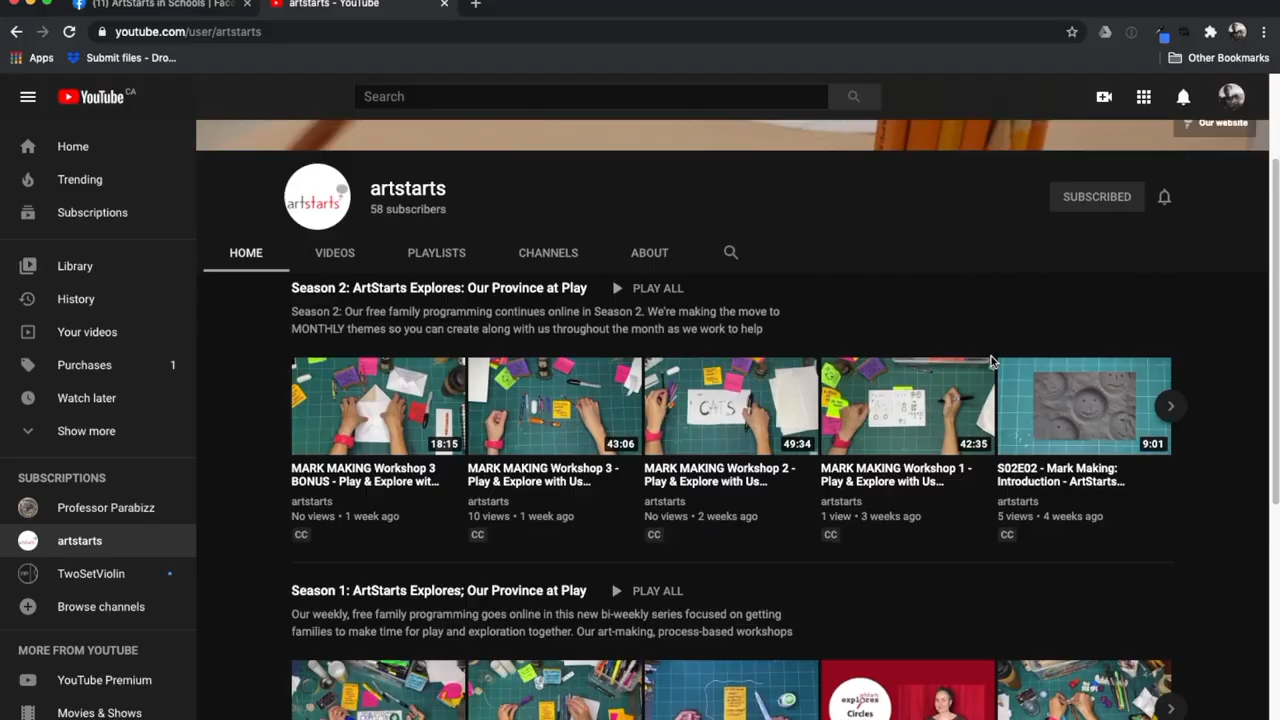 (11) ArtStarts in Schools | Face
artstarts - YouTube
youtube.com/user/artstarts
Apps
Submit files - Dro...
Other Bookmarks
YouTube CA
Search
Our website
Home
Trending
Subscriptions
Library
History
Your videos
Purchases 1
Watch later
Show more
SUBSCRIPTIONS
Professor Parabizz
artstarts
TwoSetViolin
Browse channels
MORE FROM YOUTUBE
YouTube Premium
Movies & Shows
artstarts
artstarts
58 subscribers
SUBSCRIBED
HOME VIDEOS PLAYLISTS CHANNELS ABOUT
Season 2: ArtStarts Explores: Our Province at Play PLAY ALL
Season 2: Our free family programming continues online in Season 2. We're making the move to
MONTHLY themes so you can create along with us throughout the month as we work to help
18:15
MARK MAKING Workshop 3
BONUS - Play & Explore wit...
artstarts
No views • 1 week ago
CC
43:06
MARK MAKING Workshop 3 -
Play & Explore with Us...
artstarts
10 views • 1 week ago
CC
CATS
49:34
MARK MAKING Workshop 2 -
Play & Explore with Us...
artstarts
No views • 2 weeks ago
CC
42:35
MARK MAKING Workshop 1 -
Play & Explore with Us...
artstarts
1 view • 3 weeks ago
CC
9:01
S02E02 - Mark Making:
Introduction - ArtStarts...
artstarts
5 views • 4 weeks ago
CC
Season 1: ArtStarts Explores; Our Province at Play PLAY ALL
Our weekly, free family programming goes online in this new bi-weekly series focused on getting
families to make time for play and exploration together. Our art-making, process-based workshops
artstarts
explores
Circles